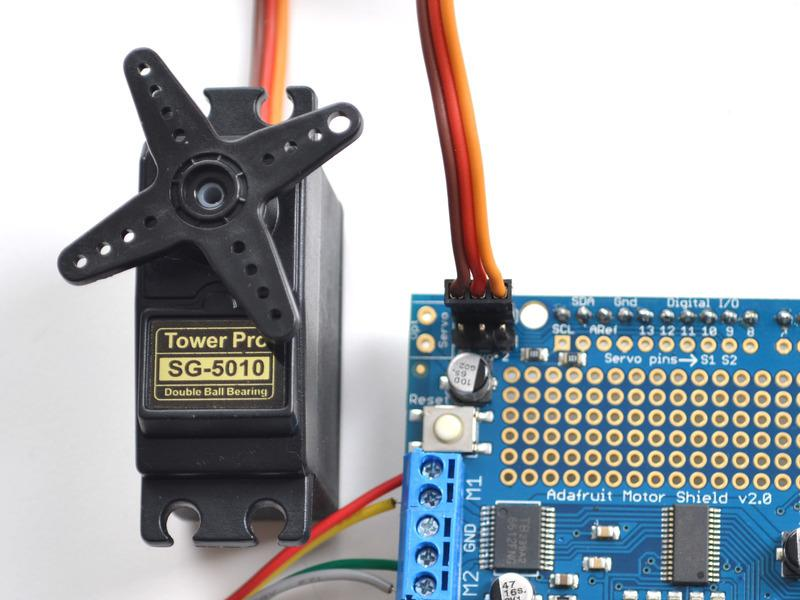 Tower Pro
SG-5010
Double Ball Bearing
Servo
SDA Gnd Digital I/O
SCL ARef 13 12 11 10 9 8
Servo pins→S1 S2
2
100
Reset
M1
GND
M2
Adafruit Motor Shield v2.0
47
16s.